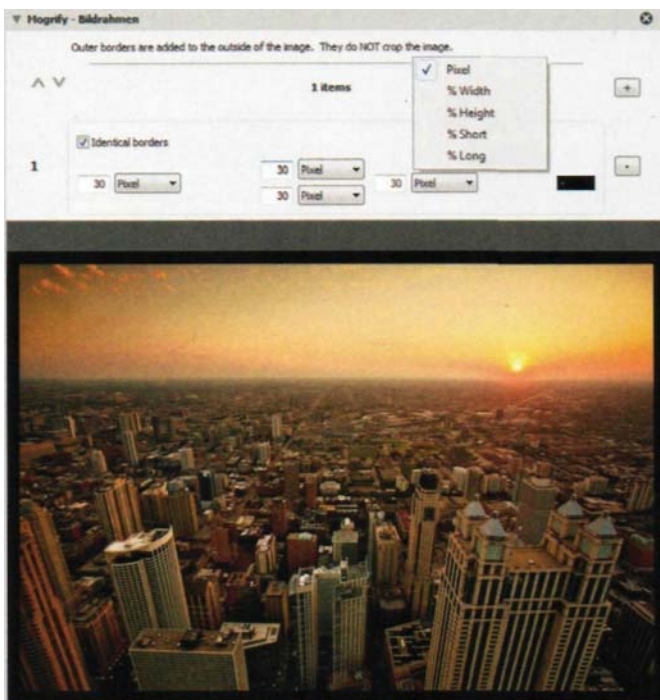 Mogrify - Bildrahmen
Outer borders are added to the outside of the image. They do NOT crop the image.
1 items
Pixel
% Width
% Height
% Short
% Long
+
Identical borders
1
30 Pixel
30 Pixel
30 Pixel
30 Pixel
-